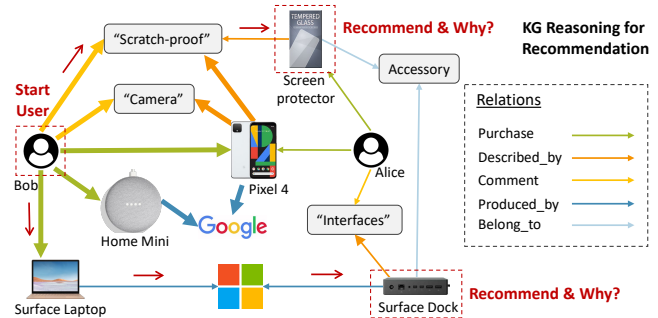 TEMPERED
GLASS
Recommend & Why?
KG Reasoning for
Recommendation
“Scratch-proof”
Screen
protector
Accessory
Start
User
“Camera”
Relations
Purchase
Described_by
Comment
Produced_by
Belong_to
Bob
Pixel 4
Alice
Home Mini
Google
“Interfaces”
Surface Laptop
Surface Dock
Recommend & Why?